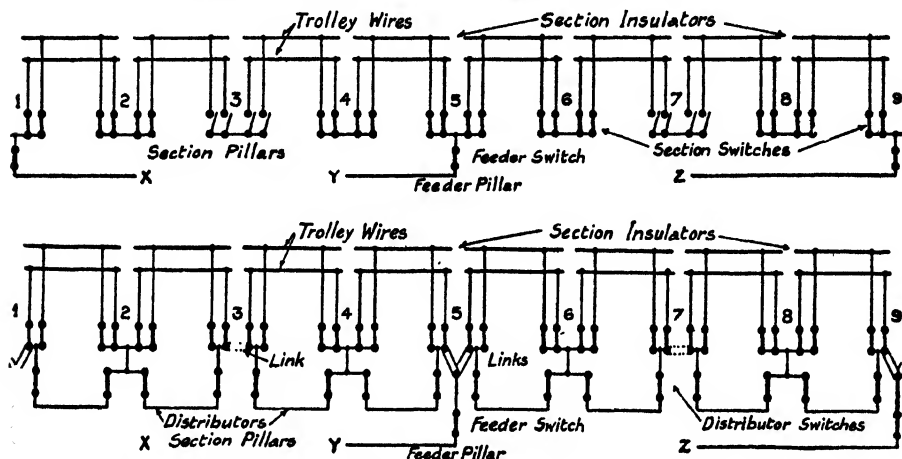 Trolley Wires
Section Insulators
1 2 3 4 5 6 7 8 9
Section Pillars
Feeder Switch
Section Switches
X Y Z
Feeder Pillar
Trolley Wires
Section Insulators
1 2 3 4 5 6 7 8 9
Link
Links
Distributors
Section Pillars
Feeder Switch
Distributor Switches
X Y Z
Feeder Pillar